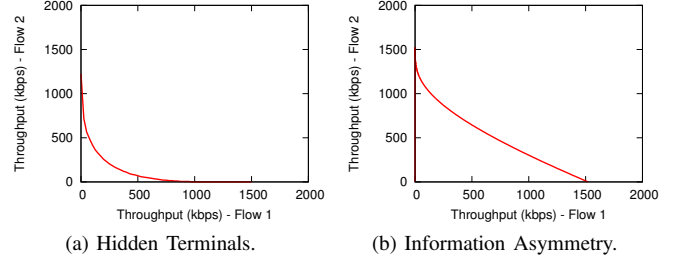 2000
1500
1000
500
0
Throughput (kbps) - Flow 2
0 500 1000 1500 2000
Throughput (kbps) - Flow 1
(a) Hidden Terminals.
2000
1500
1000
500
0
Throughput (kbps) - Flow 2
0 500 1000 1500 2000
Throughput (kbps) - Flow 1
(b) Information Asymmetry.